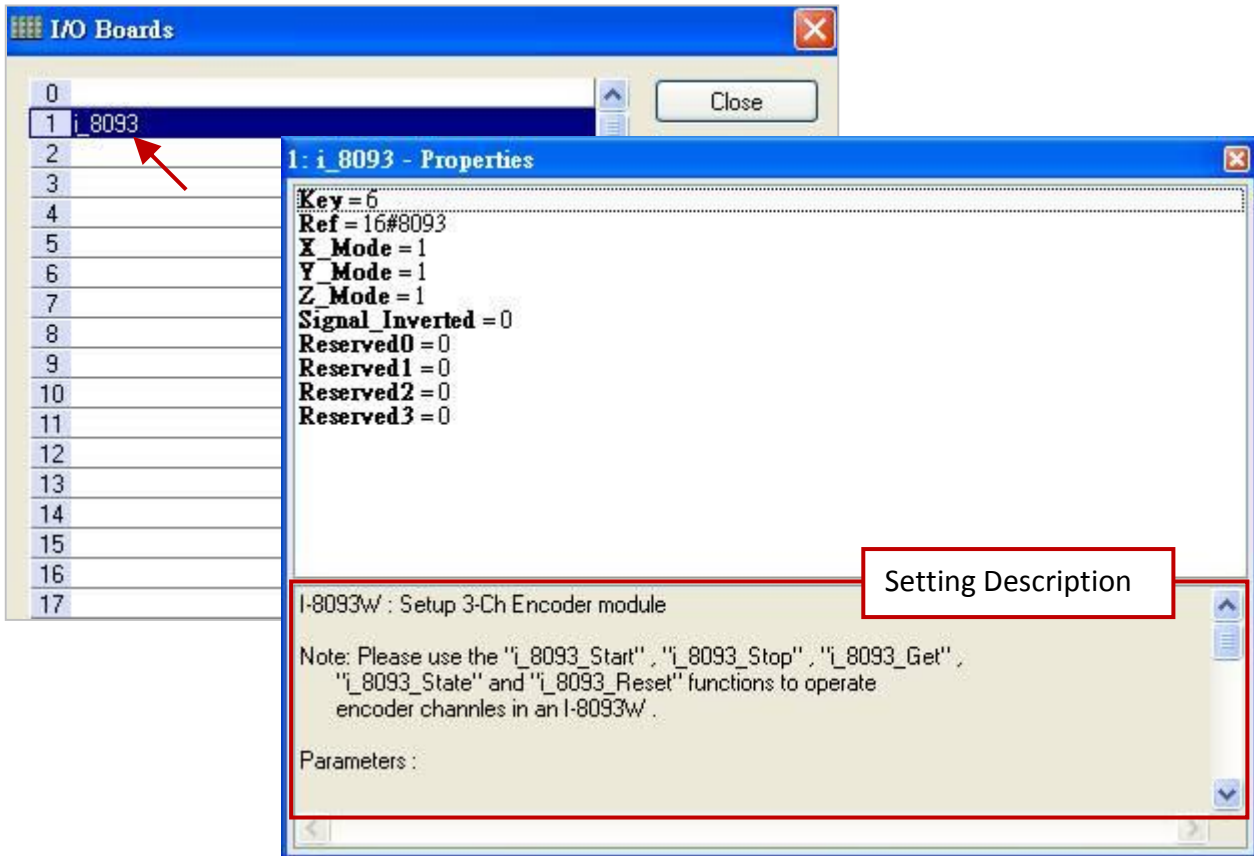 I/O Boards
0
1 i_8093
2
3
4
5
6
7
8
9
10
11
12
13
14
15
16
17
Close
1: i_8093 - Properties
Key = 6
Ref = 16#8093
X_Mode = 1
Y_Mode = 1
Z_Mode = 1
Signal_Inverted = 0
Reserved0 = 0
Reserved1 = 0
Reserved2 = 0
Reserved3 = 0
Setting Description
I-8093W : Setup 3-Ch Encoder module
Note: Please use the "i_8093_Start" , "i_8093_Stop" , "i_8093_Get" ,
"i_8093_State" and "i_8093_Reset" functions to operate
encoder channles in an I-8093W .
Parameters :